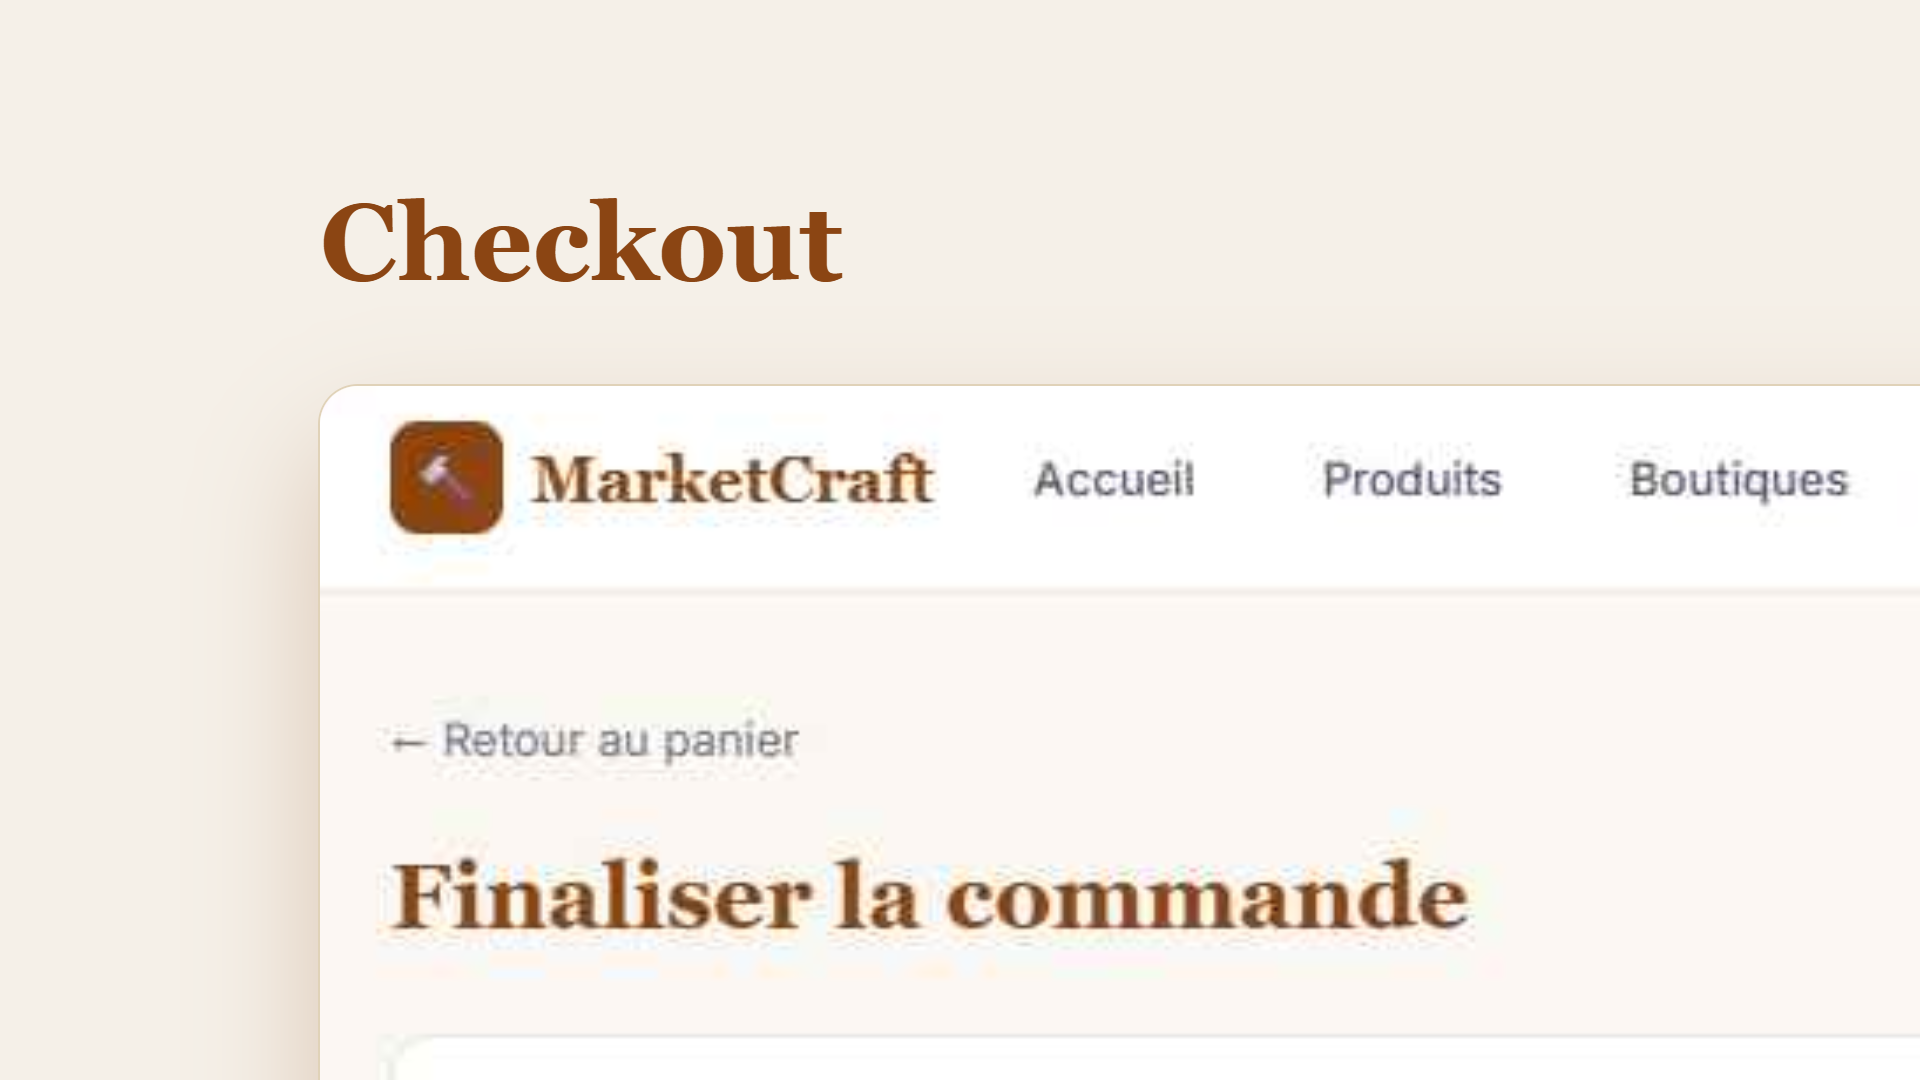 Checkout
MarketCraft Accueil Produits Boutiques
← Retour au panier
Finaliser la commande